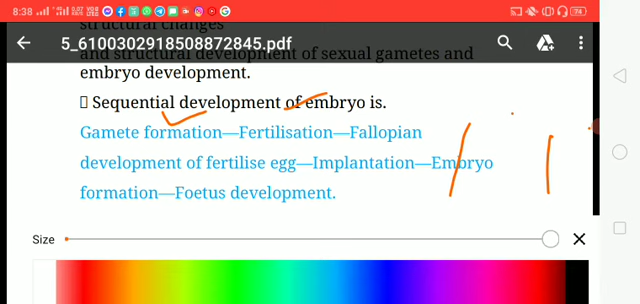 8:38
74
structural changes
5_6100302918508872845.pdf
and structural development of sexual gametes and
embryo development.
Sequential development of embryo is.
Gamete formation—Fertilisation—Fallopian
development of fertilise egg—Implantation—Embryo
formation—Foetus development.
Size